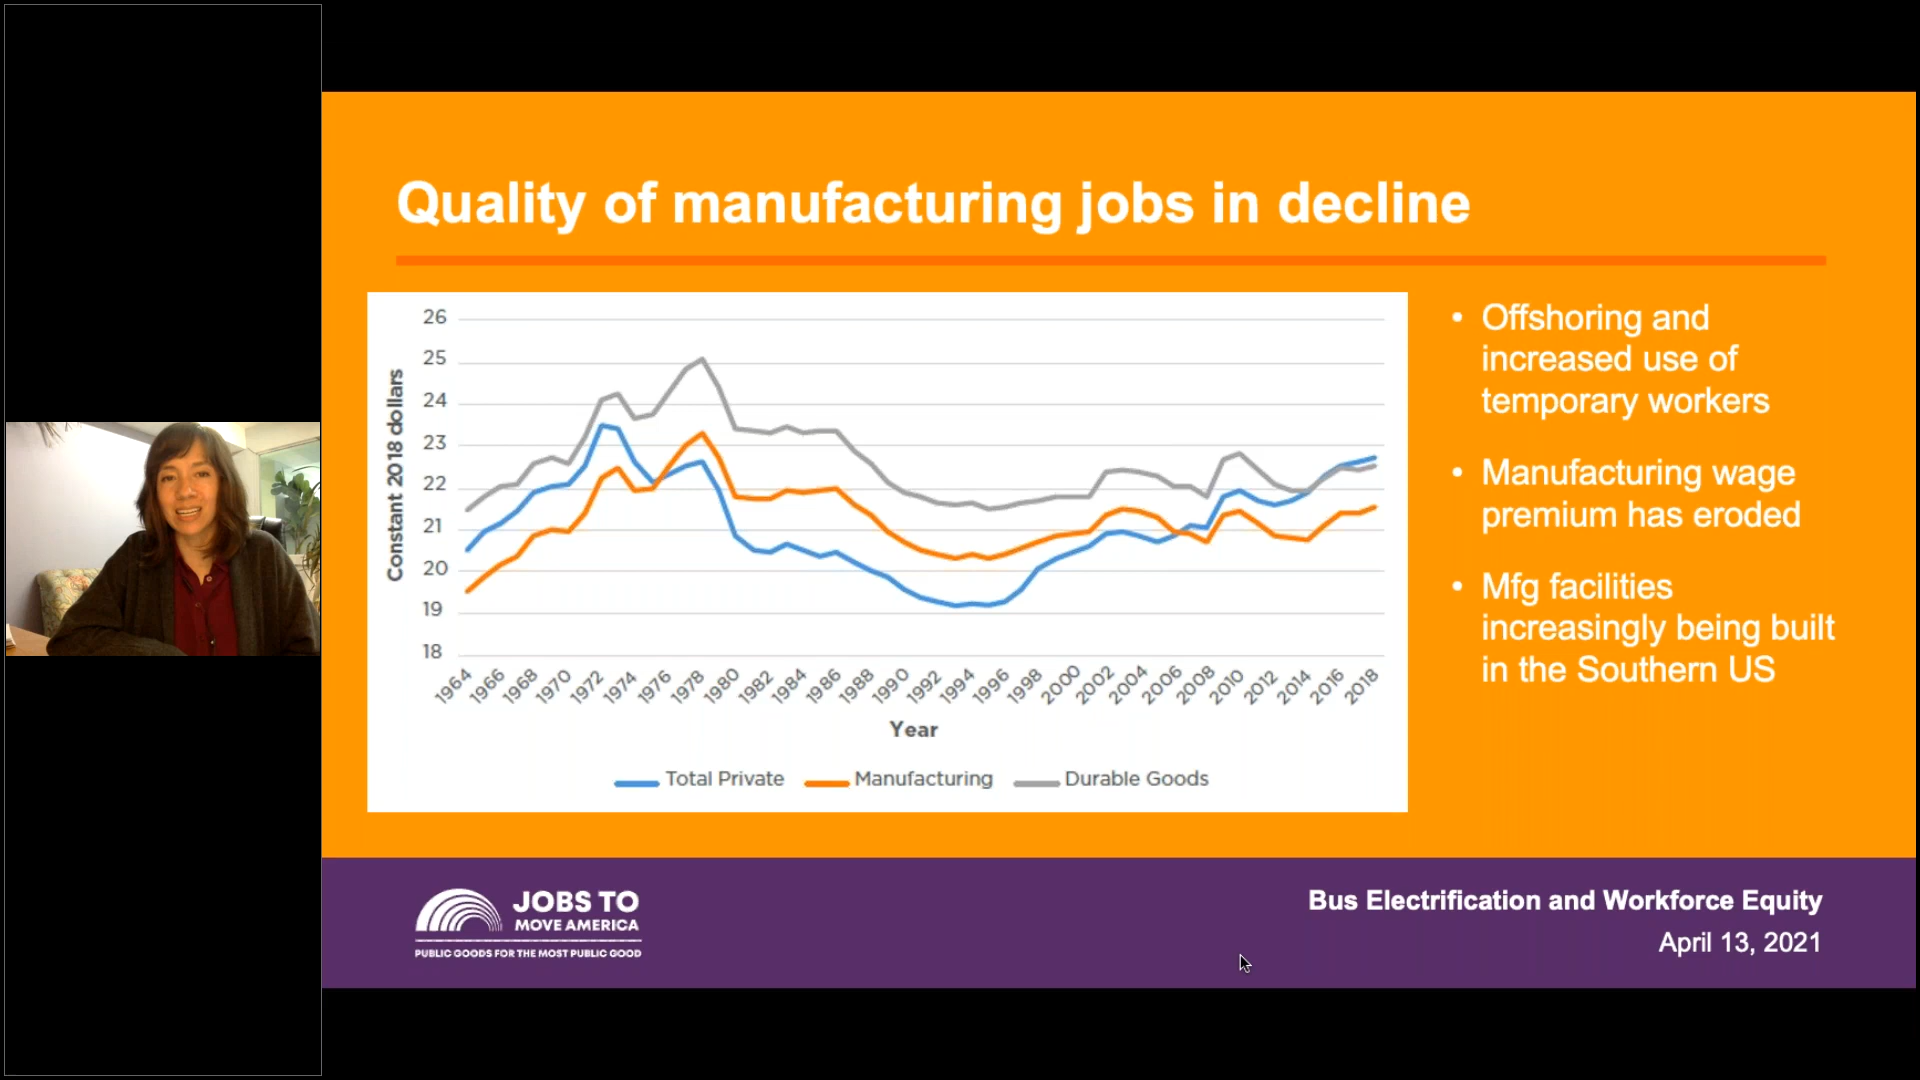 Quality of manufacturing jobs in decline
26
25
24
23
22
21
20
19
18
Constant 2018 dollars
1964 1966 1968 1970 1972 1974 1976 1978 1980 1982 1984 1986 1988 1990 1992 1994 1996 1998 2000 2002 2004 2006 2008 2010 2012 2014 2016 2018
Year
Total Private Manufacturing Durable Goods
• Offshoring and
increased use of
temporary workers
• Manufacturing wage
premium has eroded
• Mfg facilities
increasingly being built
in the Southern US
JOBS TO
MOVE AMERICA
PUBLIC GOODS FOR THE MOST PUBLIC GOOD
Bus Electrification and Workforce Equity
April 13, 2021